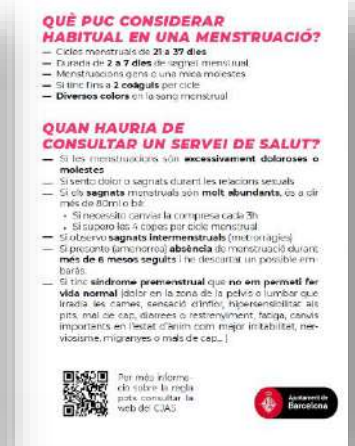 QUÈ PUC CONSIDERAR
HABITUAL EN UNA MENSTRUACIÓ?
— Cicles menstruals de 21 a 37 dies
— Durada de 2 a 7 dies de sagnat menstrual
— Menstruacions gens o una mica molestes
— Si tinc fins a 2 coàguls per cicle
— Diversos colors en la sang menstrual
QUAN HAURIA DE
CONSULTAR UN SERVEI DE SALUT?
— Si les menstruacions són excessivament doloroses o
molestes
— Si sento dolor o sagnats durant les relacions sexuals
— Si els sagnats menstruals són molt abundants, és a dir
més de 80ml o bé:
• Si necessito canviar la compresa cada 3h
• Si supero les 4 copes per cicle menstrual
— Si observo sagnats intermenstruals (metrorràgies)
— Si presento (amenorrea) absència de menstruació durant
més de 6 mesos seguits i he descartat un possible em-
baràs
— Si tinc síndrome premenstrual que no em permeti fer
vida normal (dolor en la zona de la pelvis o lumbar que
irradia les cames, sensació d'inflor, hipersensibilitat als
pits, mal de cap, diarrees o restrenyiment, fatiga, canvis
importants en l'estat d'ànim com major irritabilitat, ner-
viosisme, migranyes o mals de cap...)
Per més informa-
ció sobre la regla
pots consultar la
web del CJAS
Ajuntament de
Barcelona